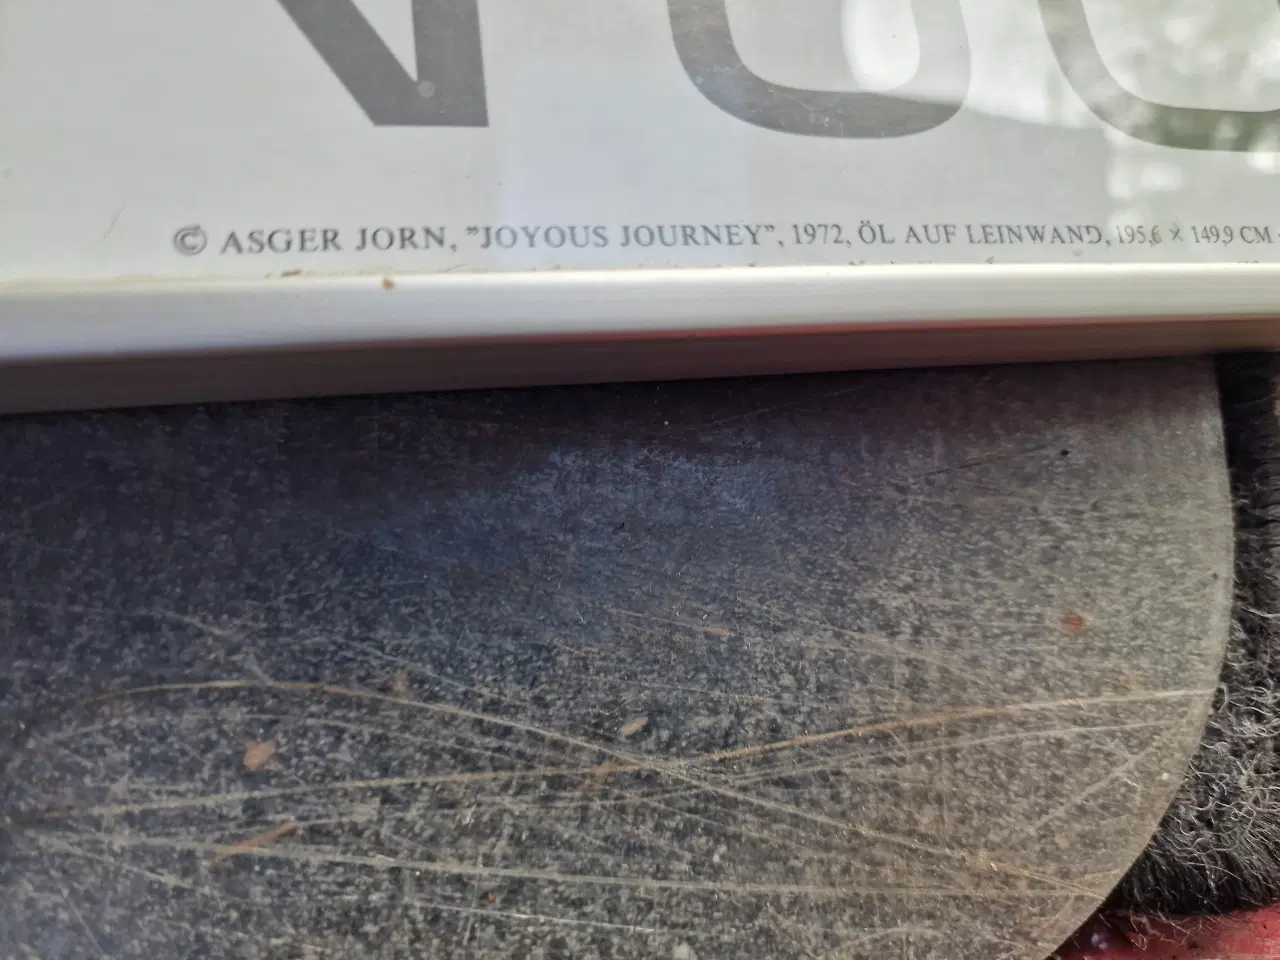 © ASGER JORN, ”JOYOUS JOURNEY”, 1972, ÖL AUF LEINWAND, 195,6 × 149,9 CM